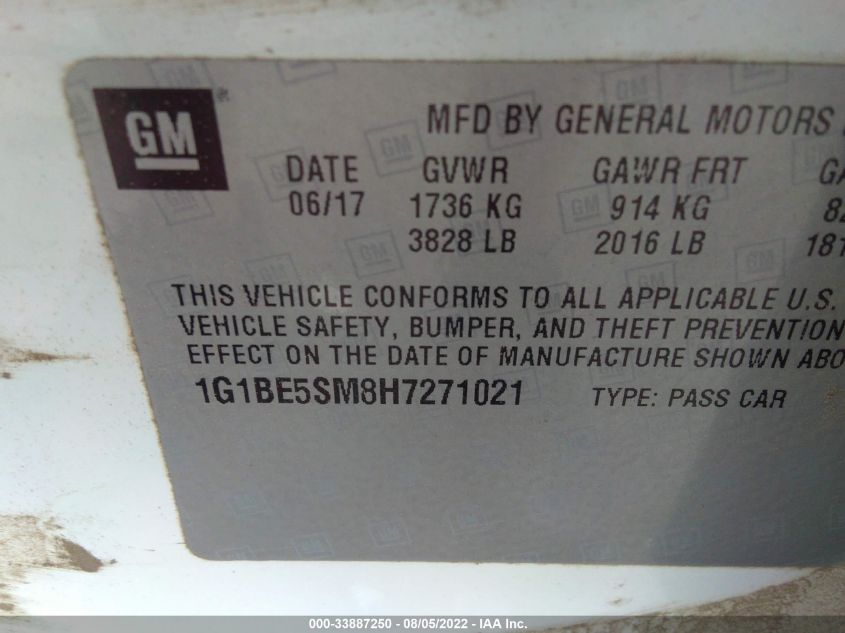 GM®
MFD BY GENERAL MOTORS
DATE GVWR GAWR FRT
06/17 1736 KG 914 KG
3828 LB 2016 LB
THIS VEHICLE CONFORMS TO ALL APPLICABLE U.S.
VEHICLE SAFETY, BUMPER, AND THEFT PREVENTION
EFFECT ON THE DATE OF MANUFACTURE SHOWN
1G1BE5SM8H7271021 TYPE: PASS CAR
000-33887250 - 08/05/2022 - IAA Inc.